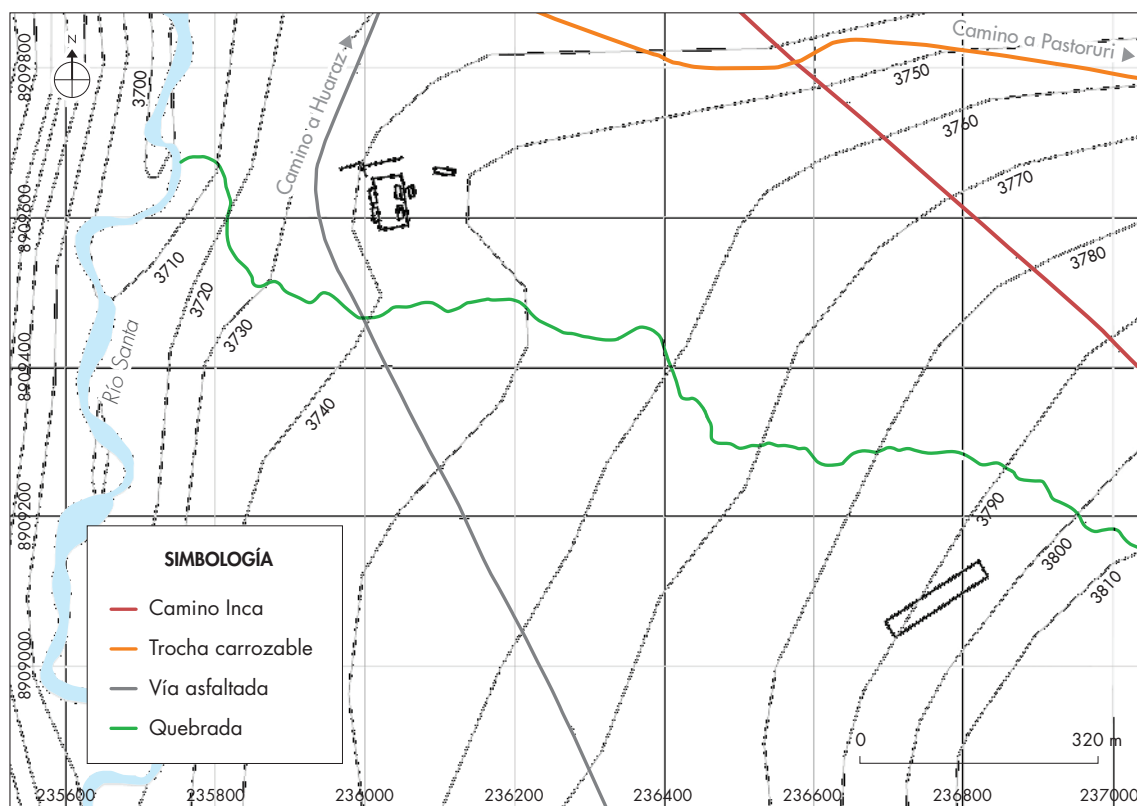 Camino a Pastoruri
Camino a Huaraz
Río Santa
N
3700
3710
3720
3730
3740
3750
3760
3770
3780
3790
3800
3810
8909800
8909600
8909400
8909200
8909000
SIMBOLOGÍA
Camino Inca
Trocha carrozable
Vía asfaltada
Quebrada
0 320 m
235600 235800 236000 236200 236400 236600 236800 237000